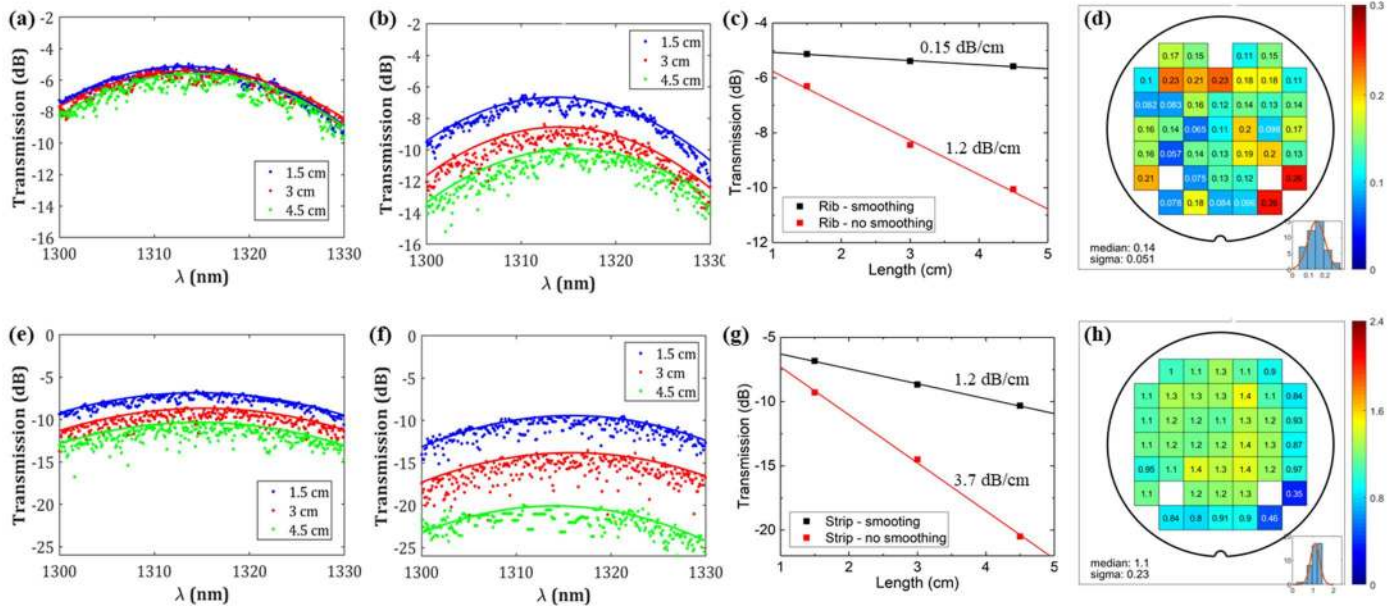 (a)
-2
-4
-6
-8
-10
-12
-14
-16
Transmission (dB)
1300 1310 1320 1330
λ (nm)
1.5 cm
3 cm
4.5 cm
(b)
-2
-4
-6
-8
-10
-12
-14
-16
Transmission (dB)
1300 1310 1320 1330
λ (nm)
1.5 cm
3 cm
4.5 cm
(c)
-4
-6
-8
-10
-12
Transmission (dB)
1 2 3 4 5
Length (cm)
0.15 dB/cm
1.2 dB/cm
Rib - smoothing
Rib - no smoothing
(d)
0.17 0.15 0.11 0.15
0.1 0.23 0.21 0.23 0.18 0.18 0.11
0.082 0.083 0.16 0.12 0.14 0.13 0.14
0.16 0.14 0.065 0.11 0.2 0.098 0.17
0.16 0.057 0.14 0.13 0.19 0.2 0.13
0.21 0.075 0.13 0.12 0.26
0.078 0.18 0.084 0.096 0.26
median: 0.14
sigma: 0.051
15
10
5
0
0 0.1 0.2
0.3
0.2
0.1
0
(e)
0
-5
-10
-15
-20
-25
Transmission (dB)
1300 1310 1320 1330
λ (nm)
1.5 cm
3 cm
4.5 cm
(f)
0
-5
-10
-15
-20
-25
Transmission (dB)
1300 1310 1320 1330
λ (nm)
1.5 cm
3 cm
4.5 cm
(g)
-5
-10
-15
-20
Transmission (dB)
1 2 3 4 5
Length (cm)
1.2 dB/cm
3.7 dB/cm
Strip - smooting
Strip - no smoothing
(h)
1 1.1 1.3 1.1 0.9
1.1 1.3 1.3 1.3 1.4 1.1 0.84
1.1 1.2 1.2 1.3 1.3 1.2 0.93
1.1 1.2 1.2 1.3 1.4 1.3 0.87
0.95 1.1 1.4 1.3 1.4 1.2 0.97
1.1 1.2 1.2 1.3 0.35
0.84 0.8 0.91 0.9 0.46
median: 1.1
sigma: 0.23
10
0
0 1 2
2.4
2
1.6
1.2
0.8
0.4
0